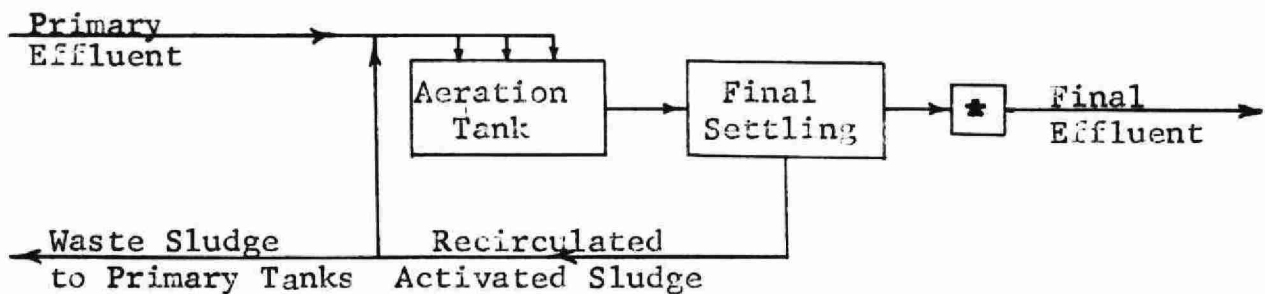 Primary
Effluent
Aeration
Tank
Final
Settling
*
Final
Effluent
Waste Sludge
to Primary Tanks
Recirculated
Activated Sludge